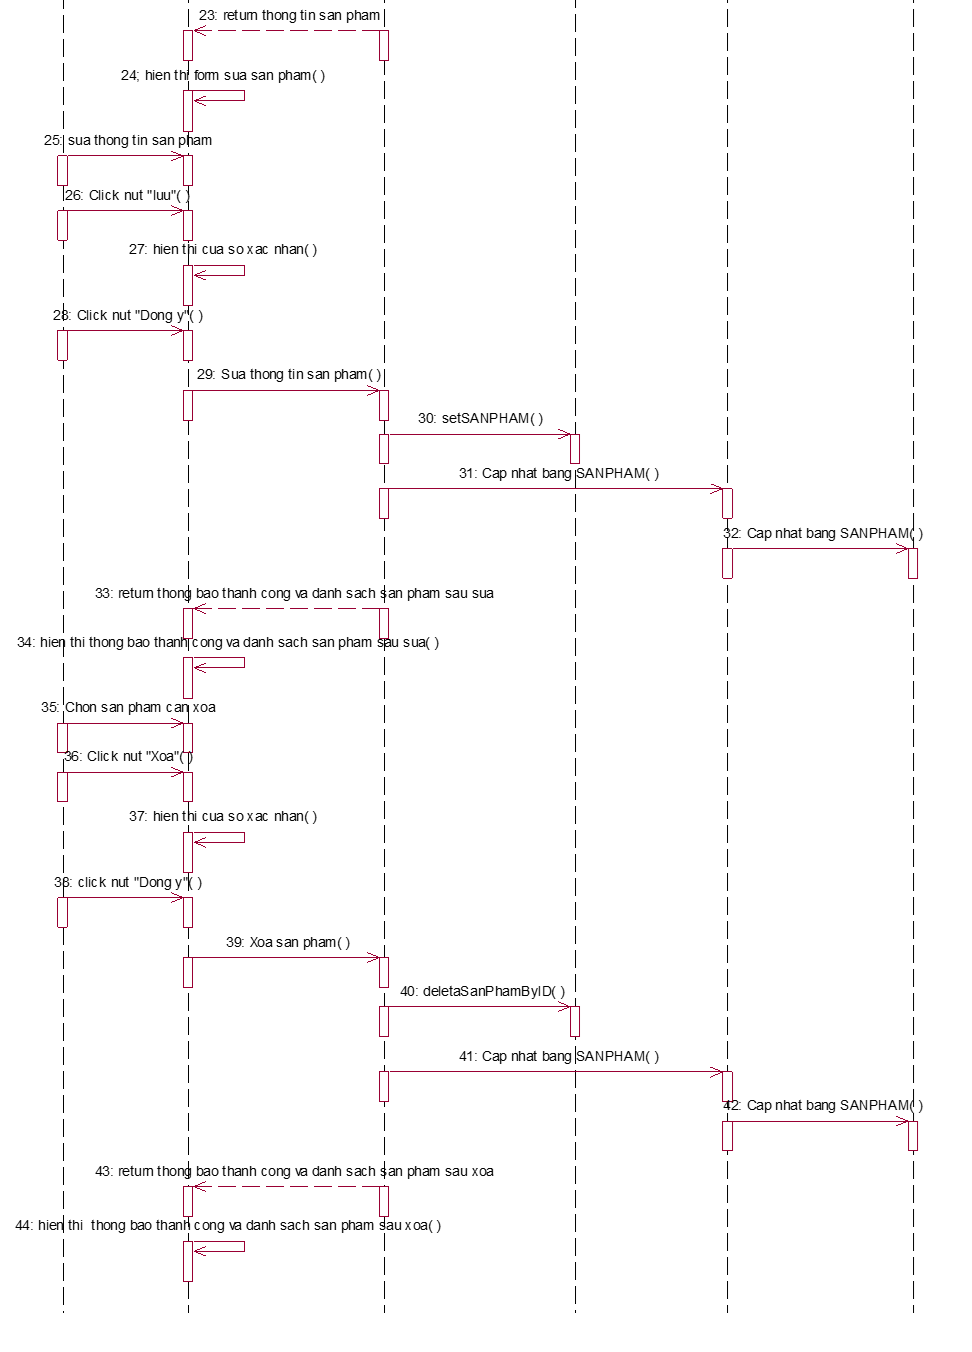 23: return thong tin san pham
24; hien thi form sua san pham( )
25: sua thong tin san pham
26: Click nut "luu"( )
27: hien thi cua so xac nhan( )
28: Click nut "Dong y"( )
29: Sua thong tin san pham( )
30: setSANPHAM( )
31: Cap nhat bang SANPHAM( )
32: Cap nhat bang SANPHAM( )
33: return thong bao thanh cong va danh sach san pham sau sua
34: hien thi thong bao thanh cong va danh sach san pham sau sua( )
35: Chon san pham can xoa
36: Click nut "Xoa"( )
37: hien thi cua so xac nhan( )
38: click nut "Dong y"( )
39: Xoa san pham( )
40: deletaSanPhamByID( )
41: Cap nhat bang SANPHAM( )
42: Cap nhat bang SANPHAM( )
43: return thong bao thanh cong va danh sach san pham sau xoa
44: hien thi  thong bao thanh cong va danh sach san pham sau xoa( )